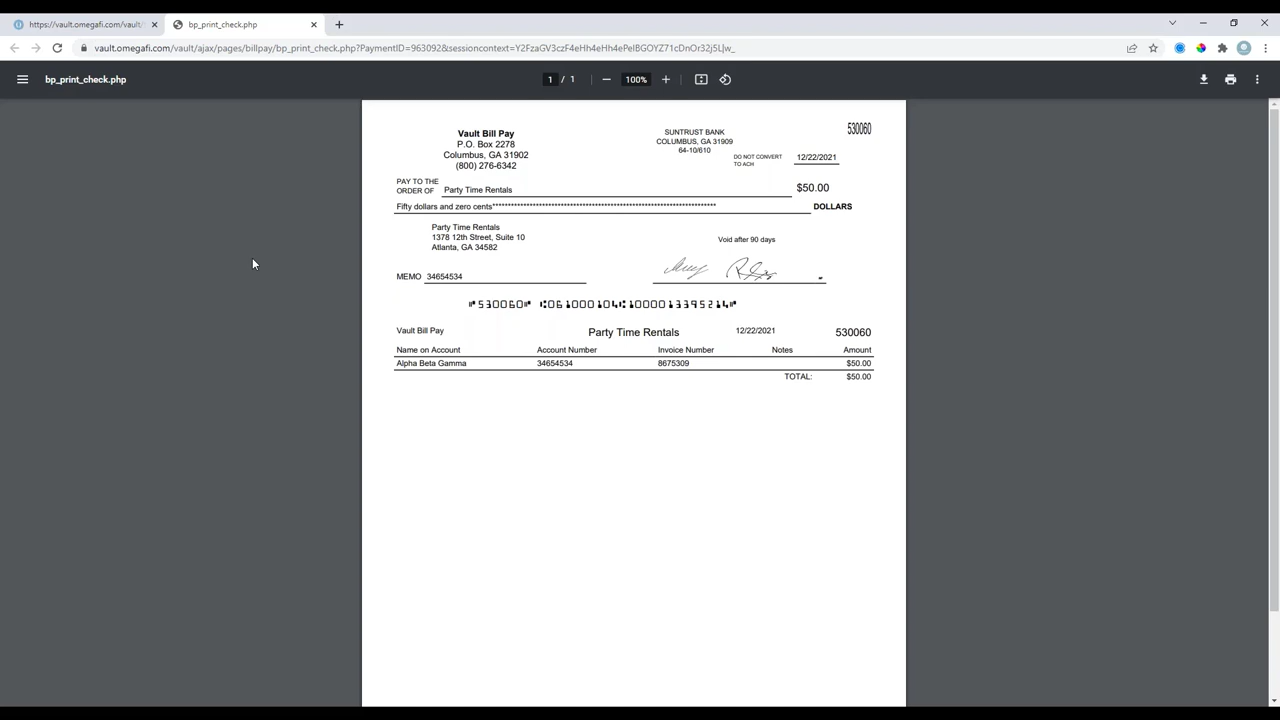 https://vault.omegafi.com/vault/
bp_print_check.php
vault.omegafi.com/vault/ajax/pages/billpay/bp_print_check.php?PaymentID=963092&sessioncontext=
bp_print_check.php
1 / 1
100%
Vault Bill Pay
P.O. Box 2278
Columbus, GA 31902
(800) 276-6342
SUNTRUST BANK
COLUMBUS, GA 31909
64-10/610
530060
DO NOT CONVERT
TO ACH
12/22/2021
PAY TO THE
ORDER OF
Party Time Rentals
$50.00
Fifty dollars and zero cents**********************************************************************
DOLLARS
Party Time Rentals
1378 12th Street, Suite 10
Atlanta, GA 34582
Void after 90 days
MEMO 34654534
⑈530060⑈ ⑆061000104⑆1000013395214⑈
Vault Bill Pay Party Time Rentals 12/22/2021 530060
Name on Account Account Number Invoice Number Notes Amount
Alpha Beta Gamma 34654534 8675309 $50.00
TOTAL: $50.00